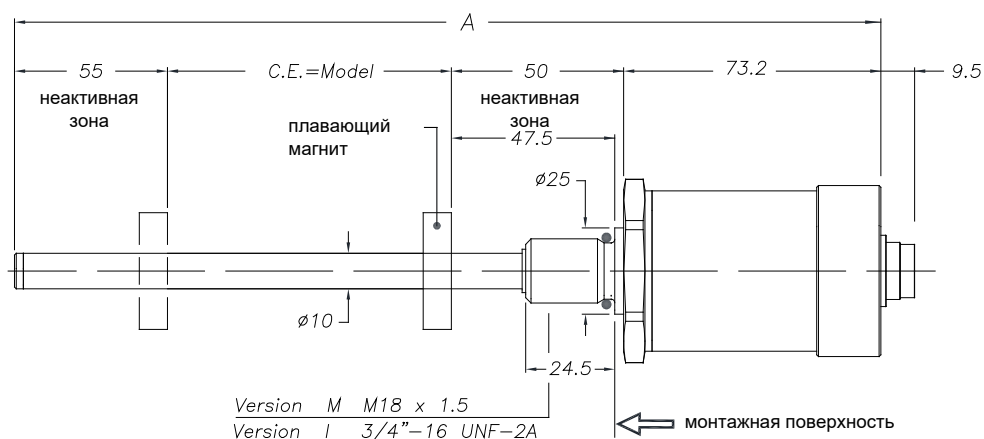 A
55
C.E.=Model
50
73.2
9.5
неактивная
зона
неактивная
зона
47.5
плавающий
магнит
ø25
ø10
24.5
Version M M18 x 1.5
Version I 3/4”-16 UNF-2A
монтажная поверхность